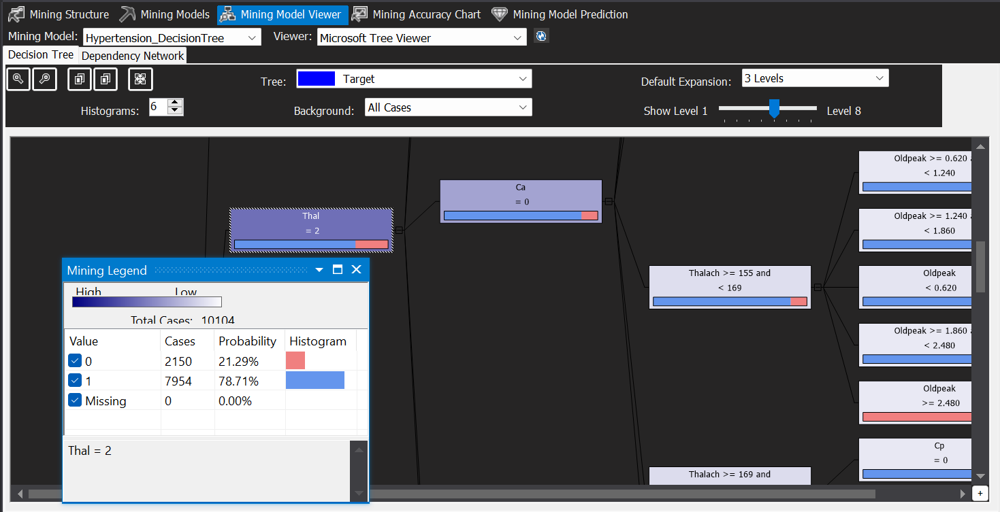 Mining Structure Mining Models Mining Model Viewer Mining Accuracy Chart Mining Model Prediction
Mining Model: Hypertension_DecisionTree Viewer: Microsoft Tree Viewer
Decision Tree Dependency Network
Tree: Target Default Expansion: 3 Levels
Histograms: 6 Background: All Cases Show Level 1 Level 8
Oldpeak >= 0.620
< 1.240
Ca
= 0
Thal
= 2
Oldpeak >= 1.240
< 1.860
Thalach >= 155 and
< 169
Oldpeak
< 0.620
Oldpeak >= 1.860
< 2.480
Oldpeak
>= 2.480
Cp
= 0
Thalach >= 169 and
Mining Legend
High Low
Total Cases: 10104
Value Cases Probability Histogram
0 2150 21.29%
1 7954 78.71%
Missing 0 0.00%
Thal = 2